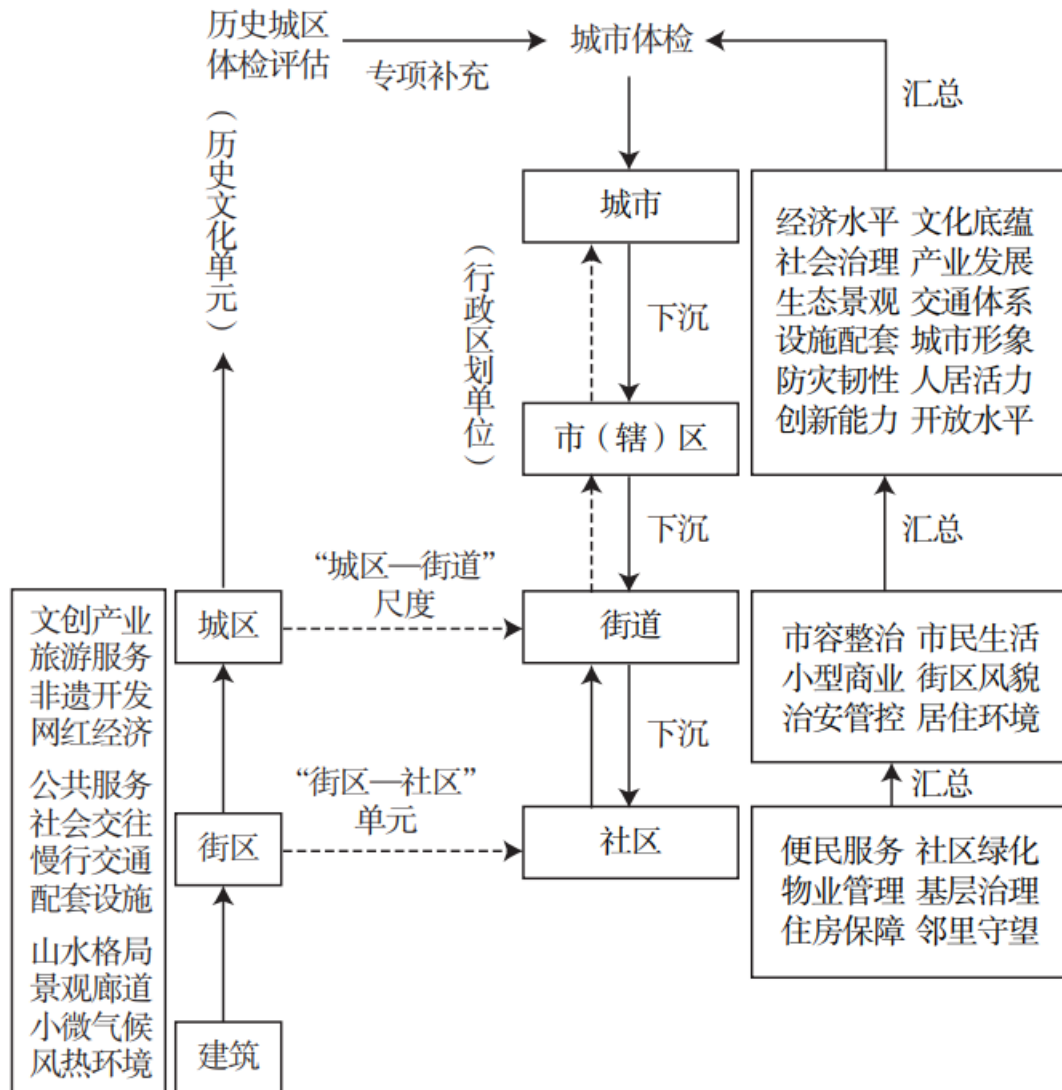 历史城区
体检评估
专项补充
城市体检
汇总
（历史文化单元）
城市
（行政区划单位）
下沉
经济水平 文化底蕴
社会治理 产业发展
生态景观 交通体系
设施配套 城市形象
防灾韧性 人居活力
创新能力 开放水平
市（辖）区
下沉
汇总
“城区—街道”
尺度
文创产业
旅游服务
非遗开发
网红经济
城区
街道
市容整治 市民生活
小型商业 街区风貌
治安管控 居住环境
下沉
“街区—社区”
单元
汇总
公共服务
社会交往
慢行交通
配套设施
街区
社区
便民服务 社区绿化
物业管理 基层治理
住房保障 邻里守望
山水格局
景观廊道
小微气候
风热环境
建筑